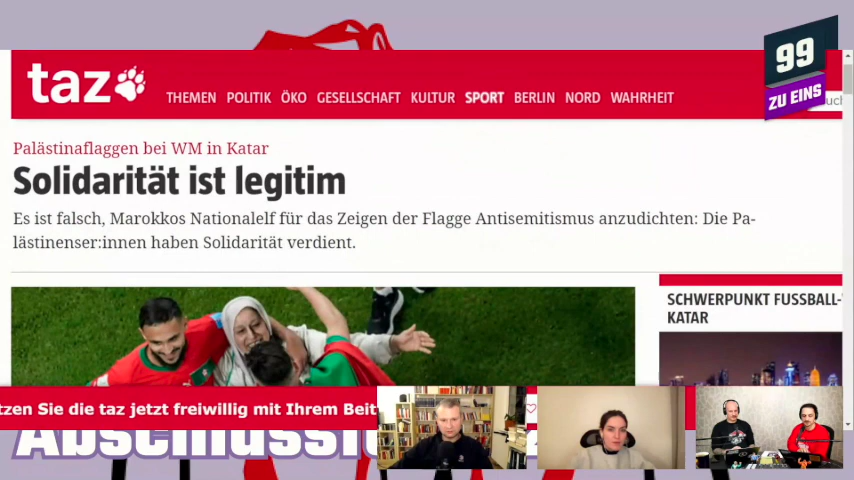 taz
THEMEN POLITIK ÖKO GESELLSCHAFT KULTUR SPORT BERLIN NORD WAHRHEIT
99
ZU EINS
Palästinaflaggen bei WM in Katar
Solidarität ist legitim
Es ist falsch, Marokkos Nationalelf für das Zeigen der Flagge Antisemitismus anzudichten: Die Pa-
lästinenser:innen haben Solidarität verdient.
SCHWERPUNKT FUSSBALL-
KATAR
tzen Sie die taz jetzt freiwillig mit Ihrem Beit